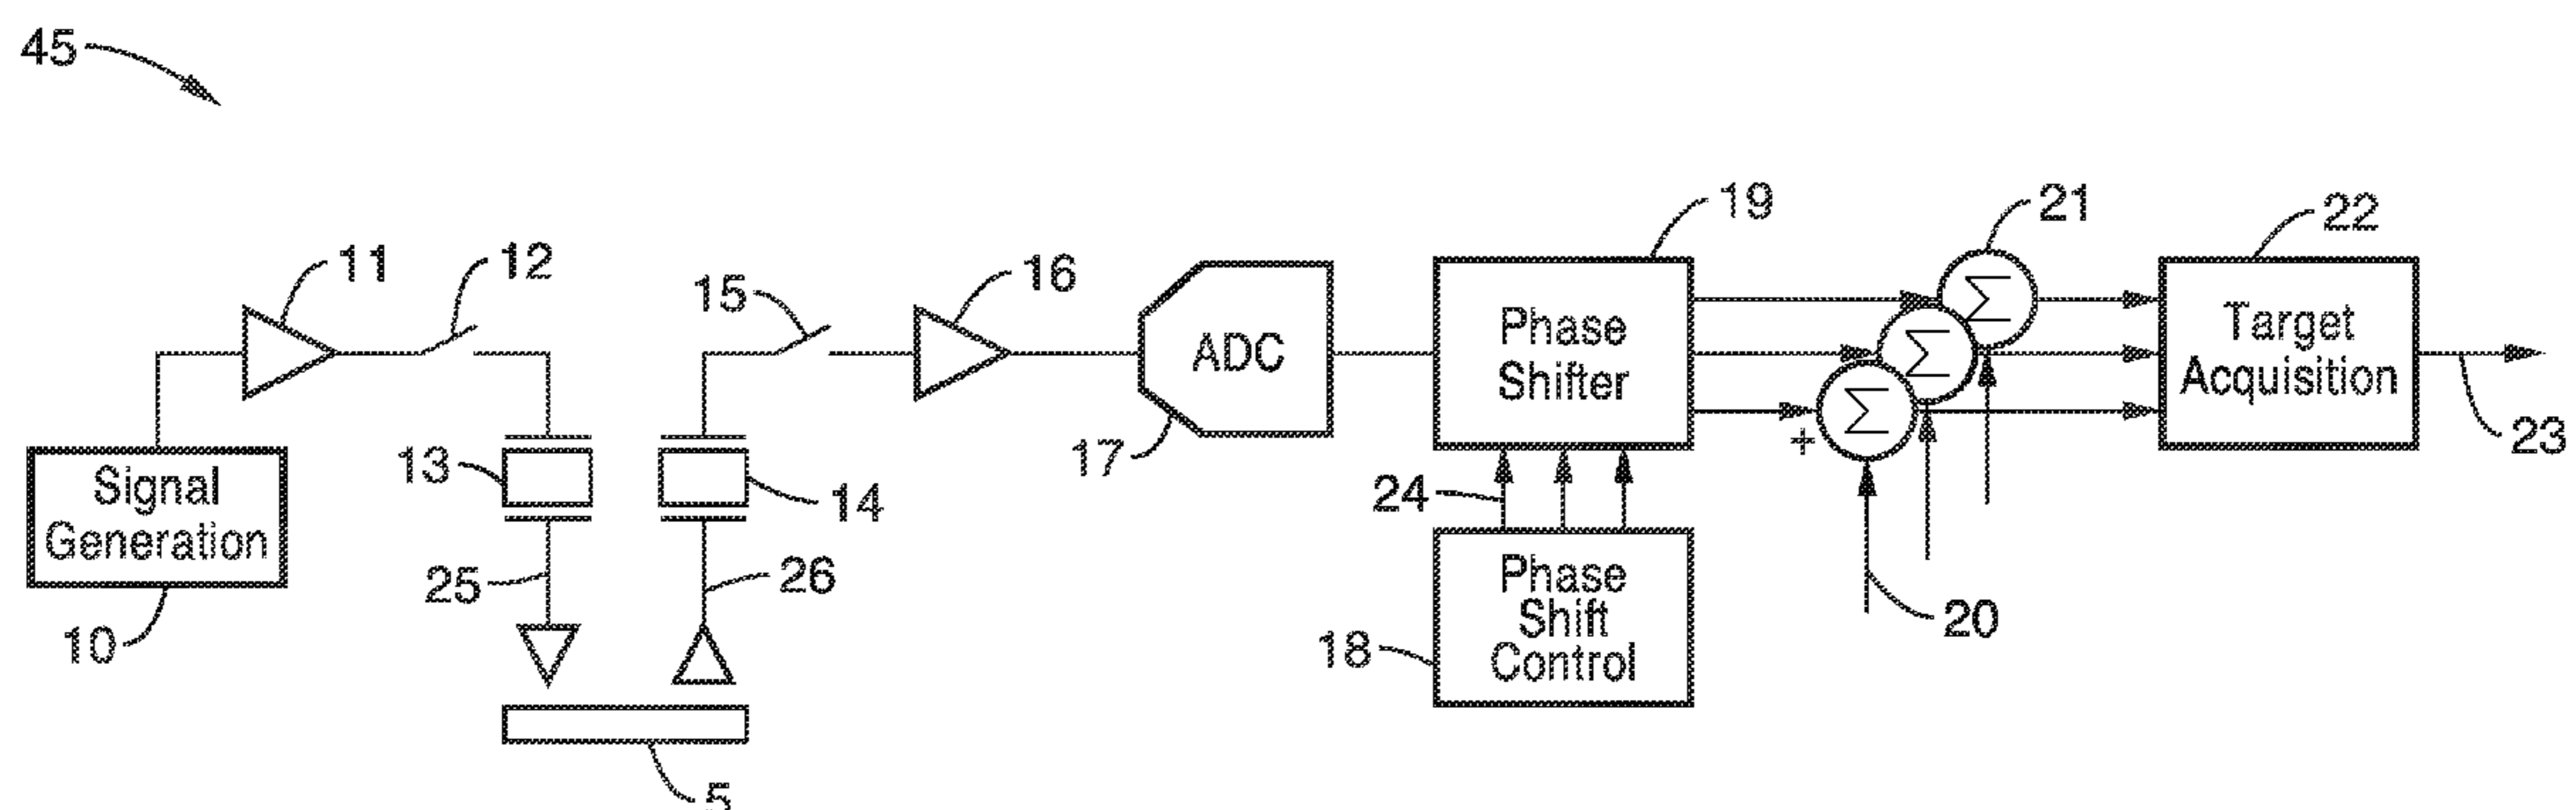 45
11
12
15
16
19
21
22
ADC
Phase
Shifter
Σ
Σ
Σ
+
Target
Acquisition
23
Signal
Generation
10
13
14
17
24
25
26
Phase
Shift
Control
18
20
5